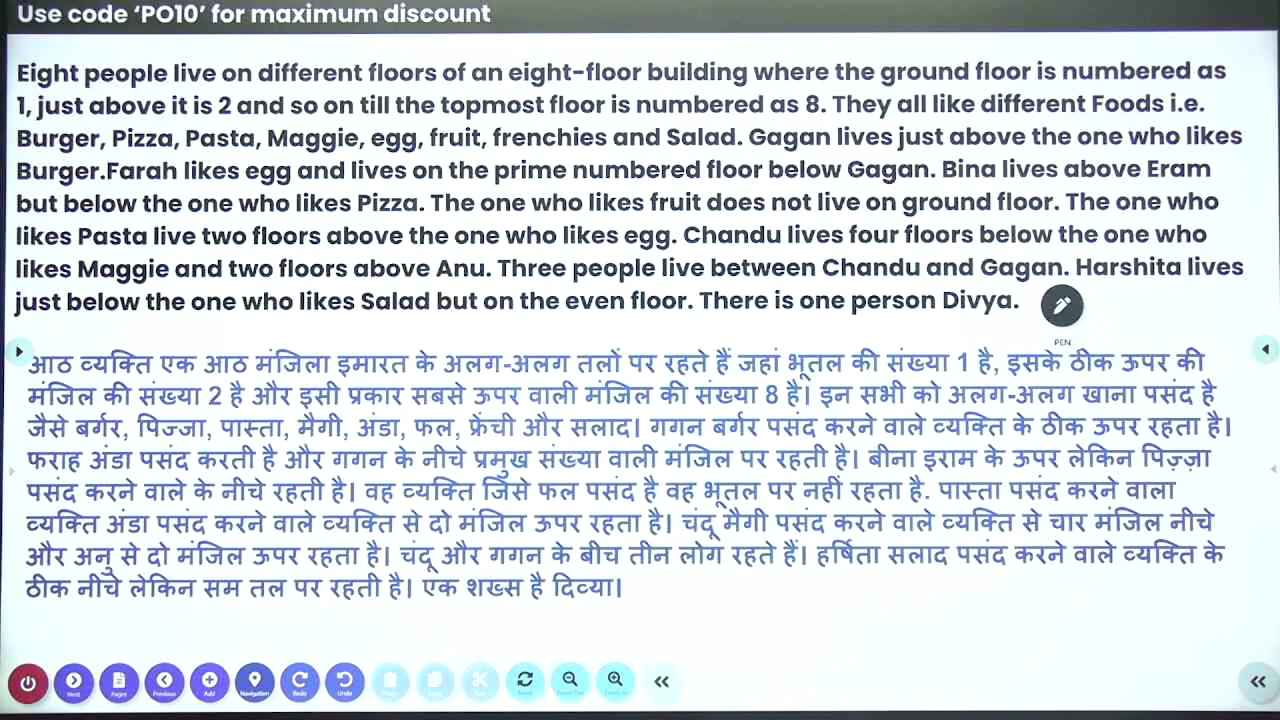 Use code ‘PO10’ for maximum discount
Eight people live on different floors of an eight-floor building where the ground floor is numbered as
1, just above it is 2 and so on till the topmost floor is numbered as 8. They all like different Foods i.e.
Burger, Pizza, Pasta, Maggie, egg, fruit, frenchies and Salad. Gagan lives just above the one who likes
Burger.Farah likes egg and lives on the prime numbered floor below Gagan. Bina lives above Eram
but below the one who likes Pizza. The one who likes fruit does not live on ground floor. The one who
likes Pasta live two floors above the one who likes egg. Chandu lives four floors below the one who
likes Maggie and two floors above Anu. Three people live between Chandu and Gagan. Harshita lives
just below the one who likes Salad but on the even floor. There is one person Divya.
PEN
आठ व्यक्ति एक आठ मंजिला इमारत के अलग-अलग तलों पर रहते हैं जहां भूतल की संख्या 1 है, इसके ठीक ऊपर की
मंजिल की संख्या 2 है और इसी प्रकार सबसे ऊपर वाली मंजिल की संख्या 8 है। इन सभी को अलग-अलग खाना पसंद है
जैसे बर्गर, पिज्जा, पास्ता, मैगी, अंडा, फल, फ्रेंची और सलाद। गगन बर्गर पसंद करने वाले व्यक्ति के ठीक ऊपर रहता है।
फराह अंडा पसंद करती है और गगन के नीचे प्रमुख संख्या वाली मंजिल पर रहती है। बीना इराम के ऊपर लेकिन पिज़्ज़ा
पसंद करने वाले के नीचे रहती है। वह व्यक्ति जिसे फल पसंद है वह भूतल पर नहीं रहता है. पास्ता पसंद करने वाला
व्यक्ति अंडा पसंद करने वाले व्यक्ति से दो मंजिल ऊपर रहता है। चंदू मैगी पसंद करने वाले व्यक्ति से चार मंजिल नीचे
और अनु से दो मंजिल ऊपर रहता है। चंदू और गगन के बीच तीन लोग रहते हैं। हर्षिता सलाद पसंद करने वाले व्यक्ति के
ठीक नीचे लेकिन सम तल पर रहती है। एक शख्स है दिव्या।
Next Pages Previous Add Navigation Redo Undo